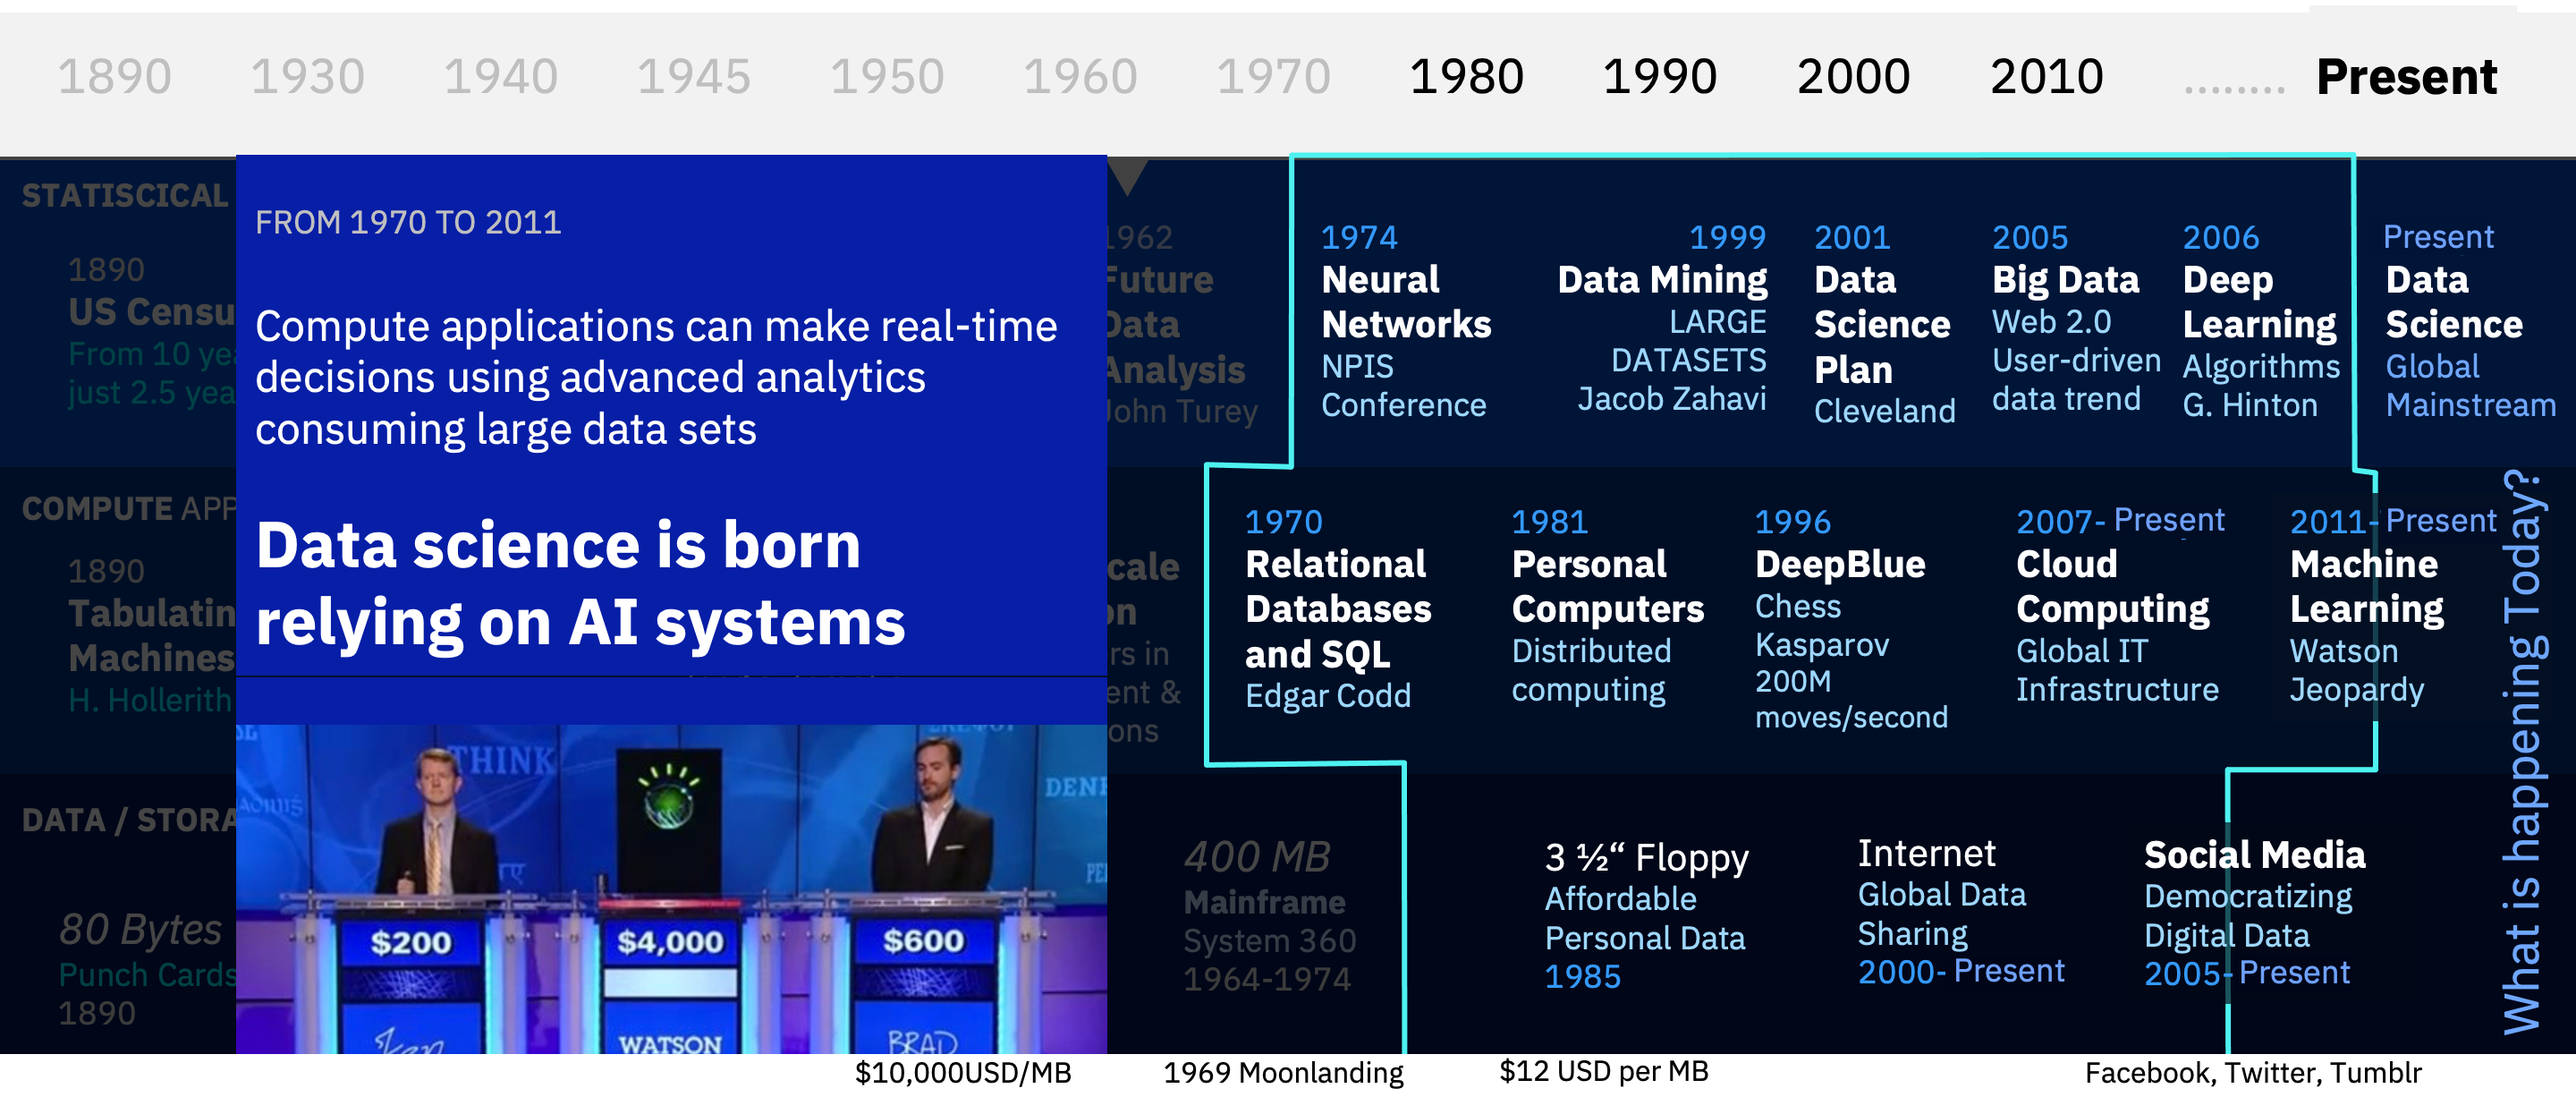 1890 1930 1940 1945 1950 1960 1970 1980 1990 2000 2010 ........ Present
STATISCICAL
1890
US Censu
From 10 yea
just 2.5 yea
FROM 1970 TO 2011
Compute applications can make real-time
decisions using advanced analytics
consuming large data sets
Data science is born
relying on AI systems
1962
Future
Data
Analysis
John Turey
1974
Neural
Networks
NPIS
Conference
1999
Data Mining
LARGE
DATASETS
Jacob Zahavi
2001
Data
Science
Plan
Cleveland
2005
Big Data
Web 2.0
User-driven
data trend
2006
Deep
Learning
Algorithms
G. Hinton
Present
Data
Science
Global
Mainstream
COMPUTE APP
1890
Tabulatin
Machines
H. Hollerith
cale
on
rs in
ent &
ons
1970
Relational
Databases
and SQL
Edgar Codd
1981
Personal
Computers
Distributed
computing
1996
DeepBlue
Chess
Kasparov
200M
moves/second
2007- Present
Cloud
Computing
Global IT
Infrastructure
2011- Present
Machine
Learning
Watson
Jeopardy
What is happening Today?
DATA / STORA
80 Bytes
Punch Cards
1890
THINK
DENK
$200
$4,000
$600
Ken
WATSON
BRAD
400 MB
Mainframe
System 360
1964-1974
3 ½“ Floppy
Affordable
Personal Data
1985
Internet
Global Data
Sharing
2000- Present
Social Media
Democratizing
Digital Data
2005- Present
$10,000USD/MB
1969 Moonlanding
$12 USD per MB
Facebook, Twitter, Tumblr